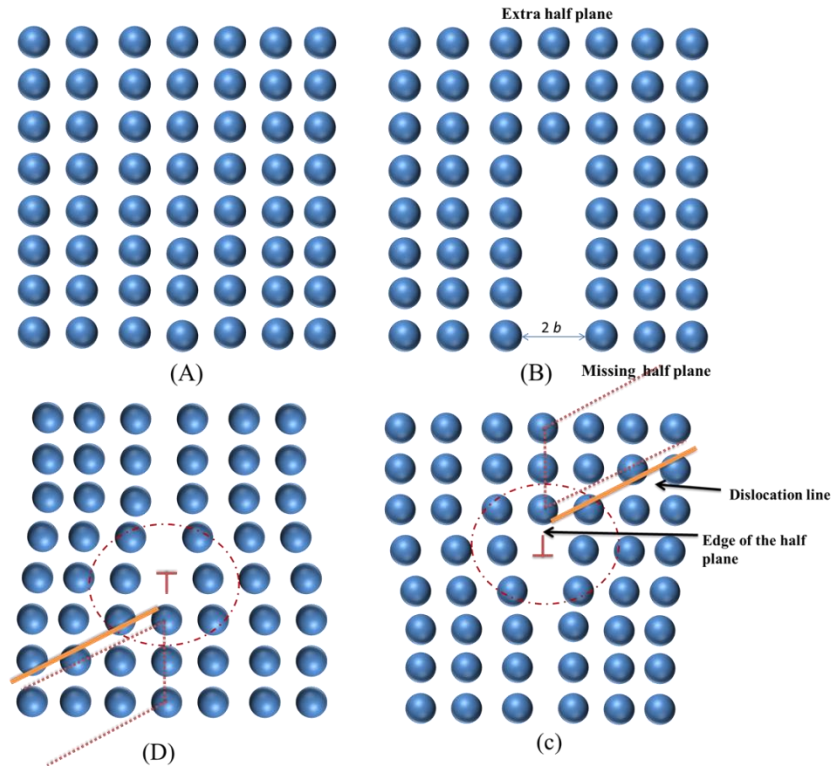 Extra half plane
2 b
(A)
(B)
Missing half plane
Dislocation line
Edge of the half
plane
(D)
(c)